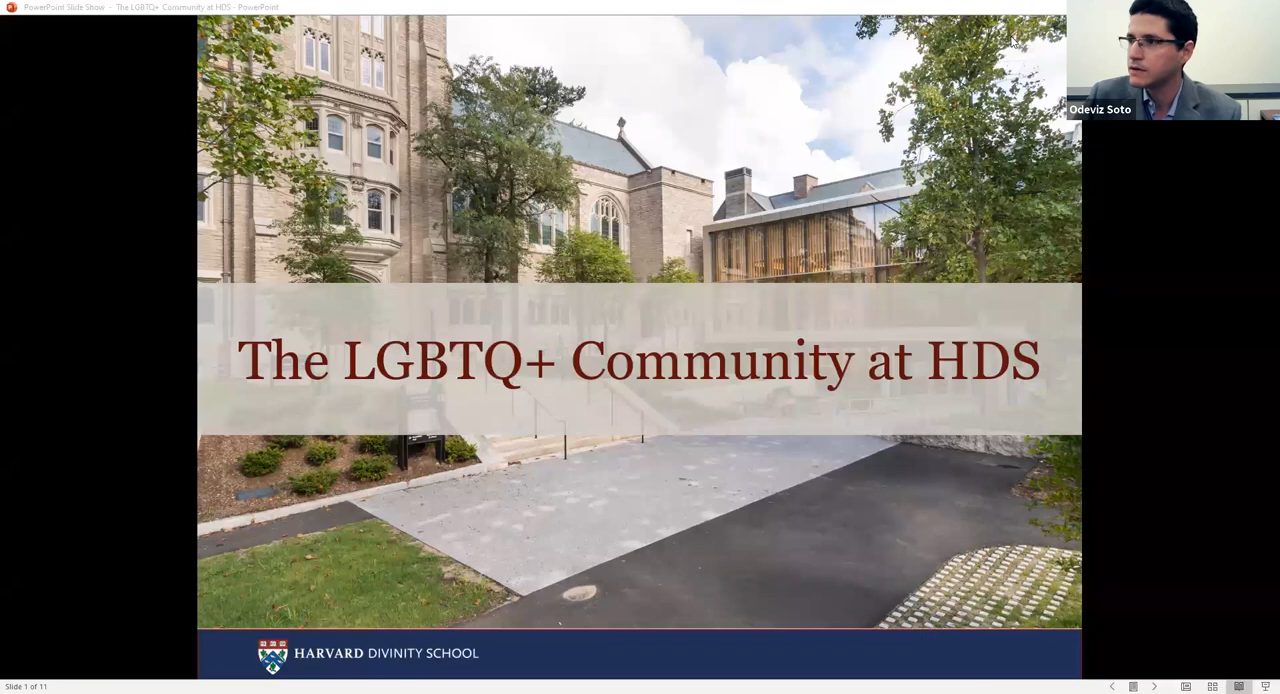 PowerPoint Slide Show - The LGBTQ+ Community at HDS - PowerPoint
Odeviz Soto
The LGBTQ+ Community at HDS
HARVARD DIVINITY SCHOOL
Slide 1 of 11